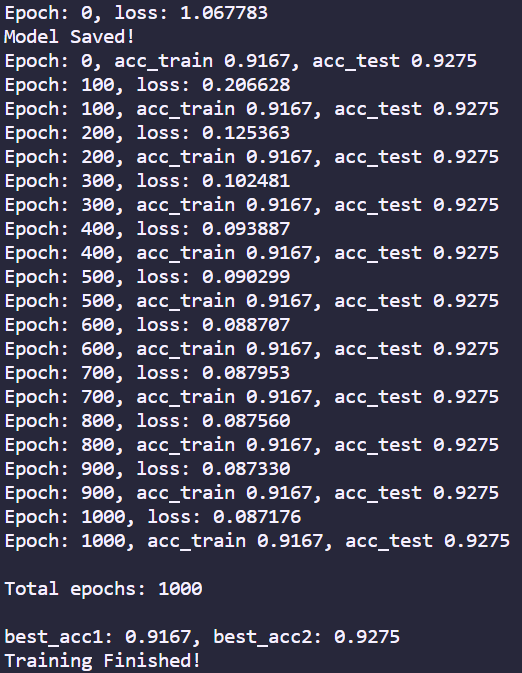 Epoch: 0, loss: 1.067783
Model Saved!
Epoch: 0, acc_train 0.9167, acc_test 0.9275
Epoch: 100, loss: 0.206628
Epoch: 100, acc_train 0.9167, acc_test 0.9275
Epoch: 200, loss: 0.125363
Epoch: 200, acc_train 0.9167, acc_test 0.9275
Epoch: 300, loss: 0.102481
Epoch: 300, acc_train 0.9167, acc_test 0.9275
Epoch: 400, loss: 0.093887
Epoch: 400, acc_train 0.9167, acc_test 0.9275
Epoch: 500, loss: 0.090299
Epoch: 500, acc_train 0.9167, acc_test 0.9275
Epoch: 600, loss: 0.088707
Epoch: 600, acc_train 0.9167, acc_test 0.9275
Epoch: 700, loss: 0.087953
Epoch: 700, acc_train 0.9167, acc_test 0.9275
Epoch: 800, loss: 0.087560
Epoch: 800, acc_train 0.9167, acc_test 0.9275
Epoch: 900, loss: 0.087330
Epoch: 900, acc_train 0.9167, acc_test 0.9275
Epoch: 1000, loss: 0.087176
Epoch: 1000, acc_train 0.9167, acc_test 0.9275
Total epochs: 1000
best_acc1: 0.9167, best_acc2: 0.9275
Training Finished!